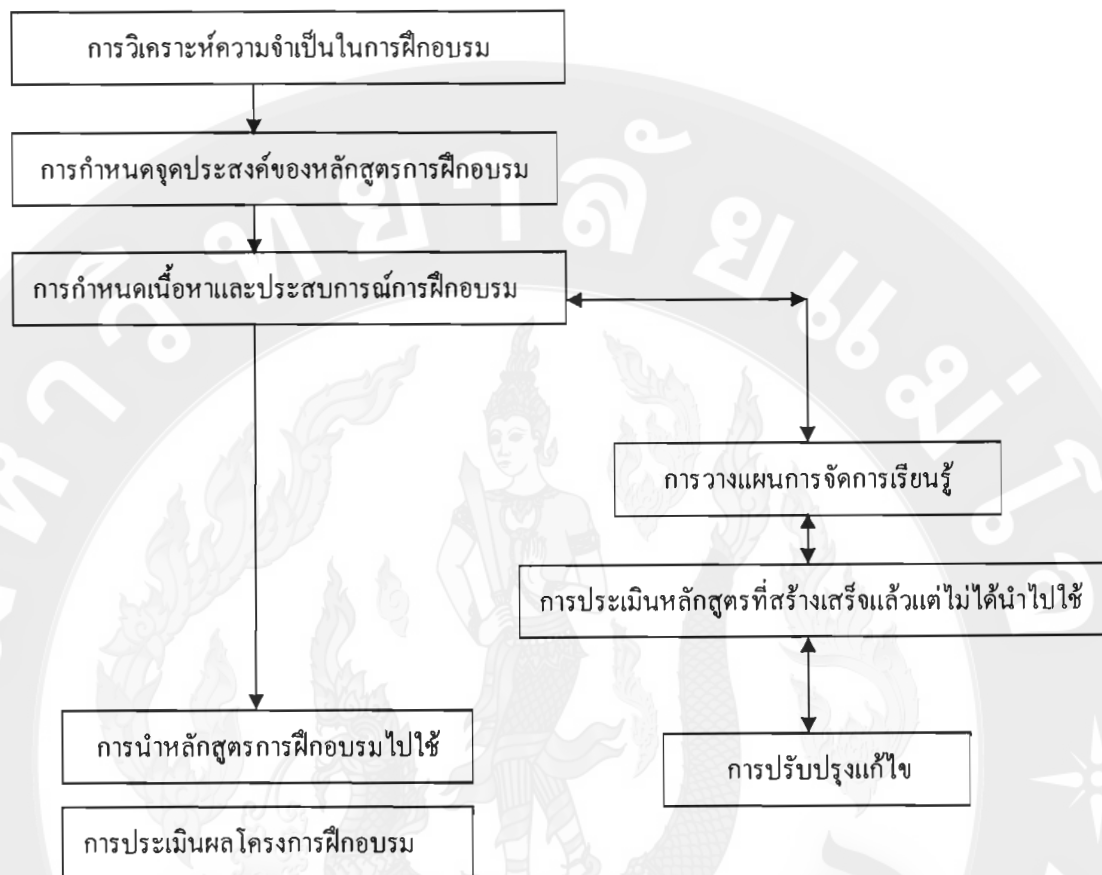 การวิเคราะห์ความจำเป็นในการฝึกอบรม
การกำหนดจุดประสงค์ของหลักสูตรการฝึกอบรม
การกำหนดเนื้อหาและประสบการณ์การฝึกอบรม
การวางแผนการจัดการเรียนรู้
การประเมินหลักสูตรที่สร้างเสร็จแล้วแต่ไม่ได้นำไปใช้
การนำหลักสูตรการฝึกอบรมไปใช้
การปรับปรุงแก้ไข
การประเมินผลโครงการฝึกอบรม